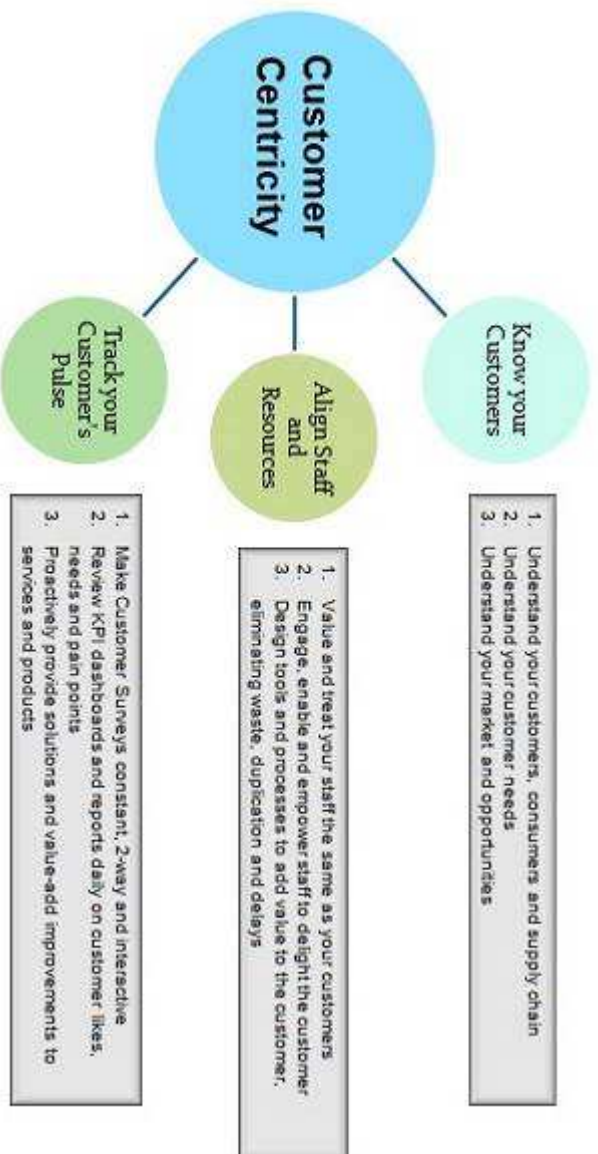 Customer
Centricity
Know your
Customers
1. Understand your customers, consumers and supply chain
2. Understand your customer needs
3. Understand your market and opportunities
Align Staff
and
Resources
1. Value and treat your staff the same as your customers
2. Engage, enable and empower staff to delight the customer
3. Design tools and processes to add value to the customer,
eliminating waste, duplication and delays
Track your
Customer's
Pulse
1. Make Customer Surveys constant, 2-way and interactive
2. Review KPI dashboards and reports daily on customer likes,
needs and pain points
3. Proactively provide solutions and value-add improvements to
services and products